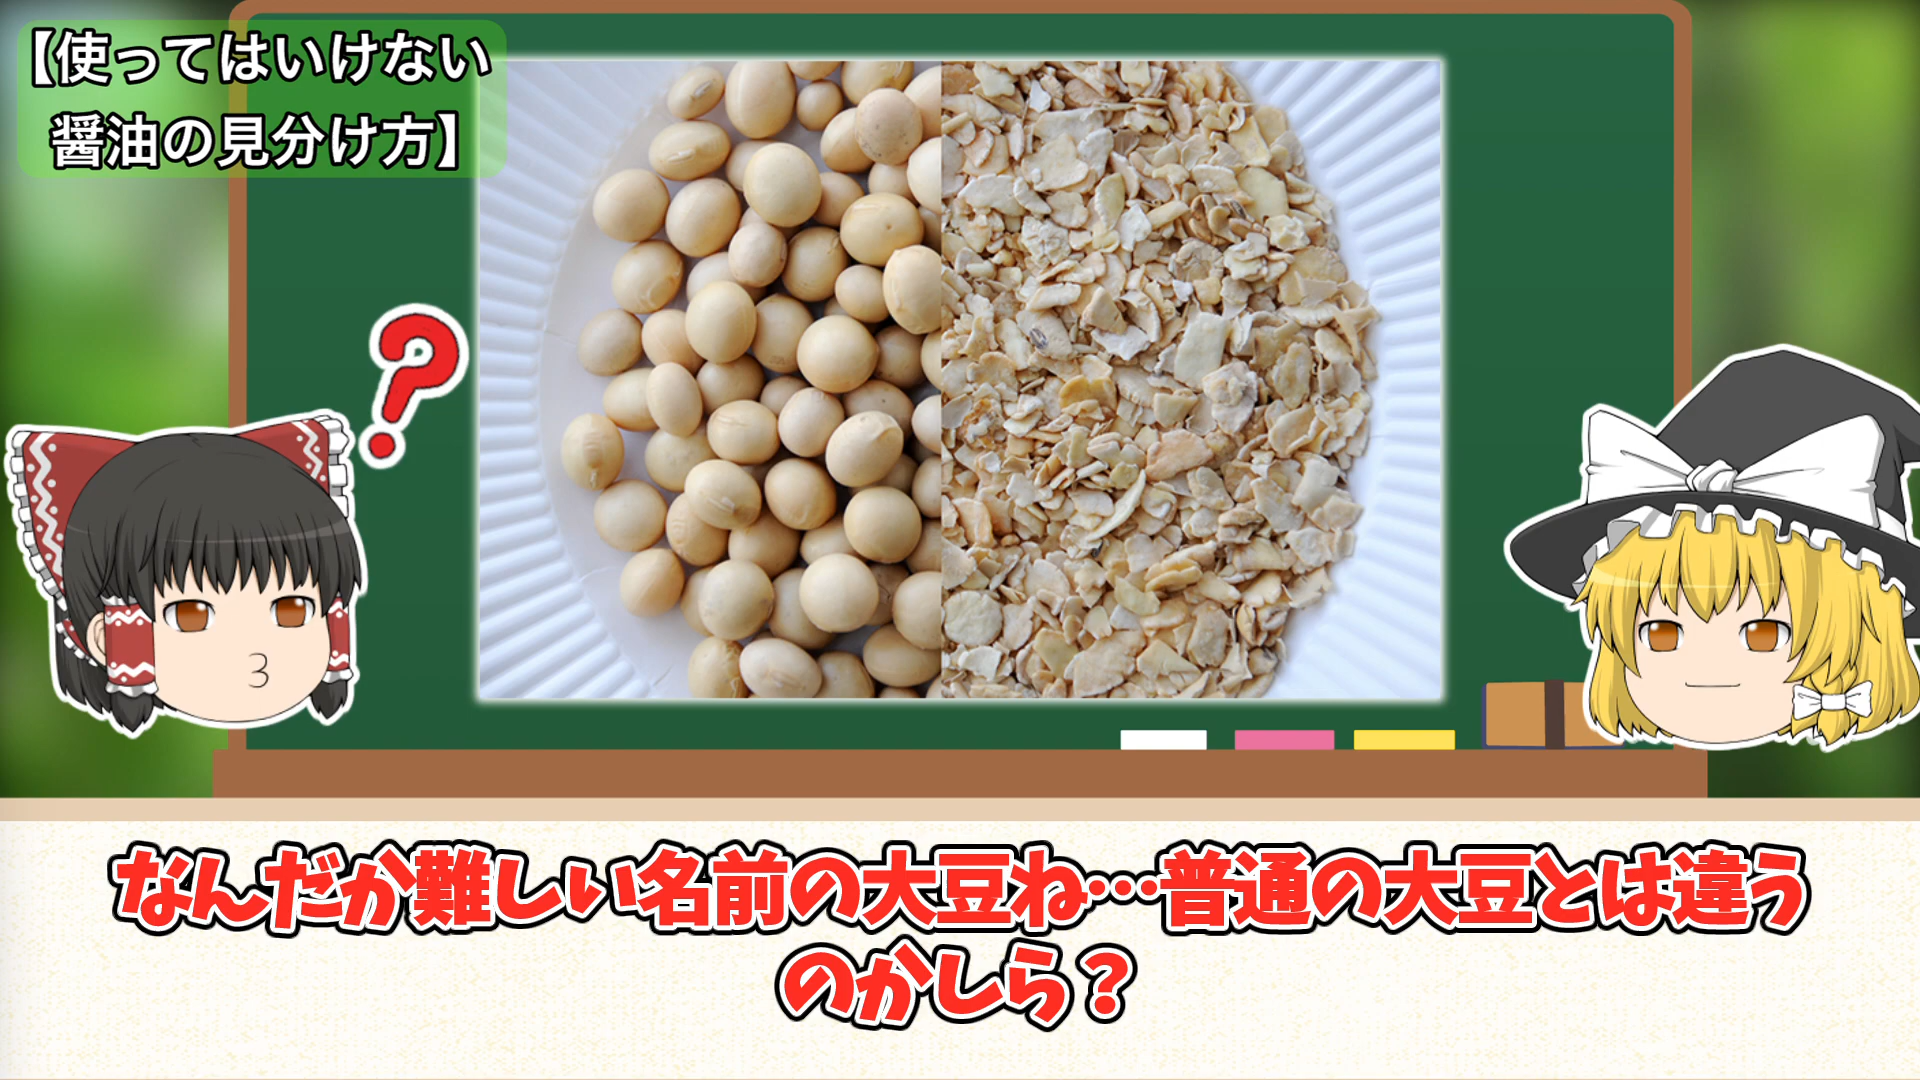 【使ってはいけない
醤油の見分け方】
?
なんだか難しい名前の大豆ね…普通の大豆とは違う
のかしら？